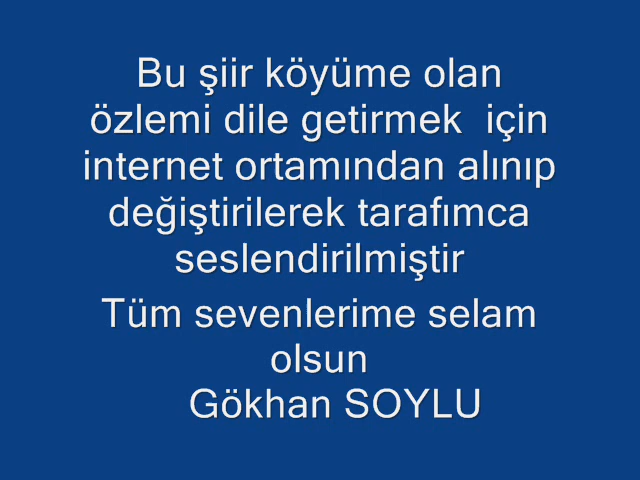 Bu şiir köyüme olan
özlemi dile getirmek  için
internet ortamından alınıp
değiştirilerek tarafımca
seslendirilmiştir
Tüm sevenlerime selam
olsun
Gökhan SOYLU